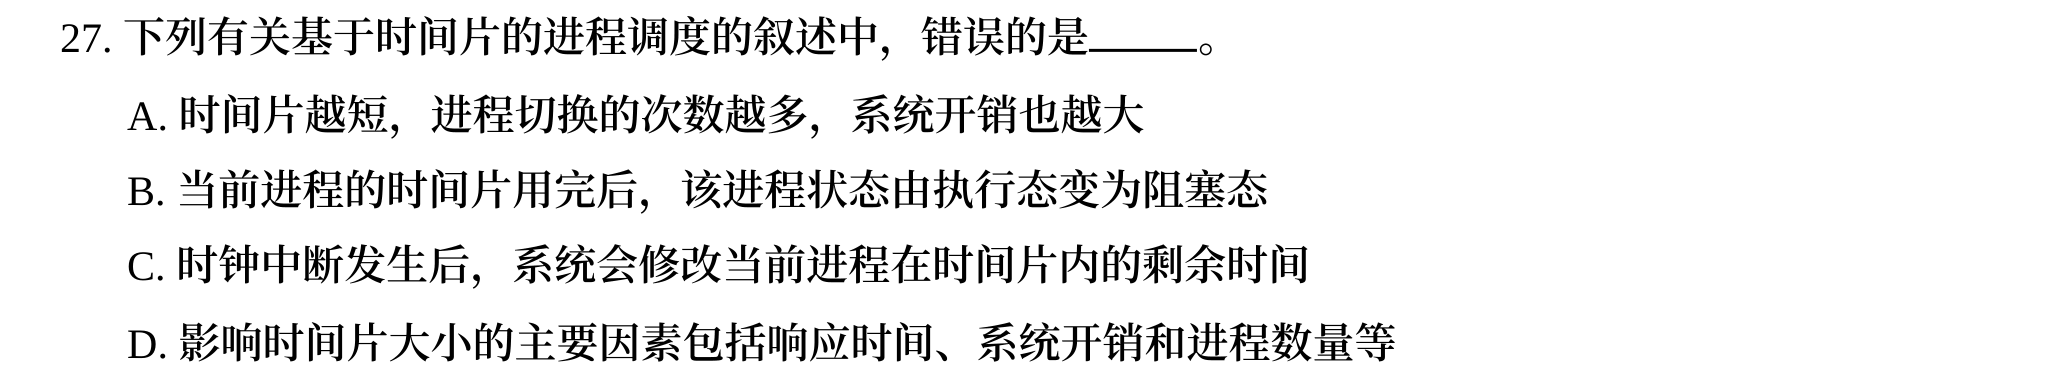 27. 下列有关基于时间片的进程调度的叙述中，错误的是_____。
A. 时间片越短，进程切换的次数越多，系统开销也越大
B. 当前进程的时间片用完后，该进程状态由执行态变为阻塞态
C. 时钟中断发生后，系统会修改当前进程在时间片内的剩余时间
D. 影响时间片大小的主要因素包括响应时间、系统开销和进程数量等